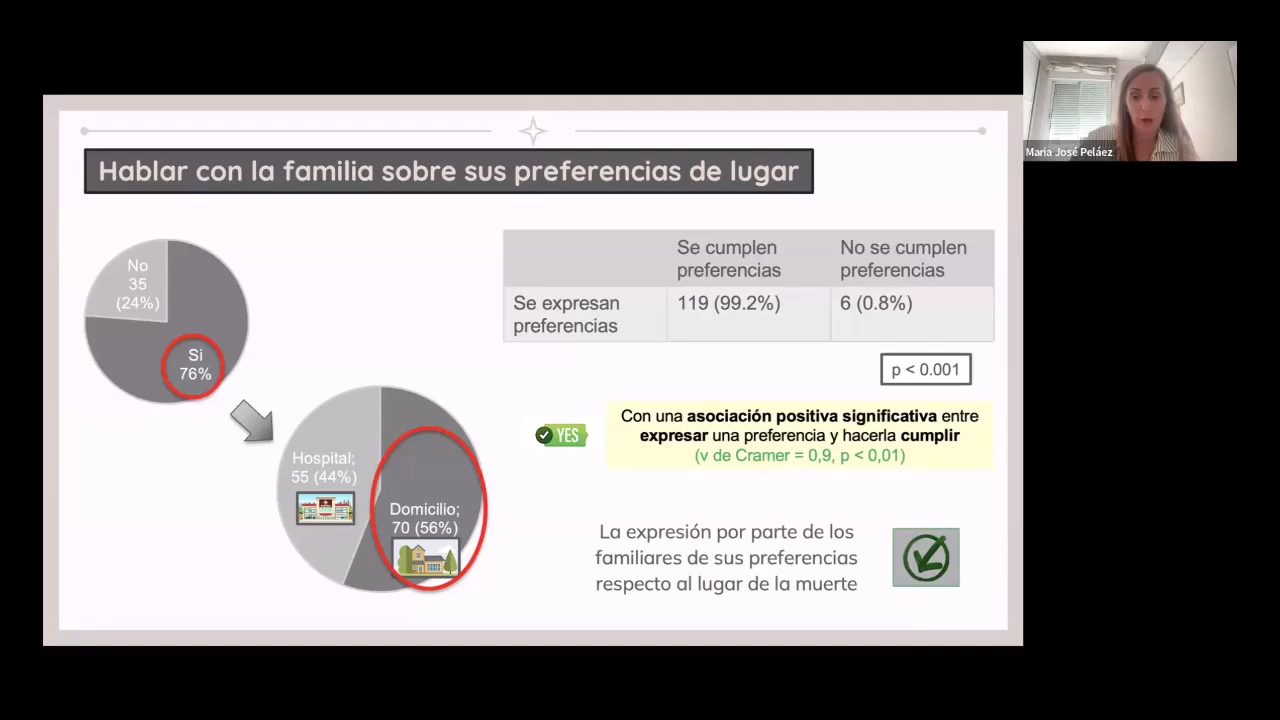 Hablar con la familia sobre sus preferencias de lugar
No
35
(24%)
Si
76%
Hospital;
55 (44%)
Domicilio;
70 (56%)
Se cumplen
preferencias
No se cumplen
preferencias
Se expresan
preferencias
119 (99.2%)
6 (0.8%)
p < 0.001
YES
Con una asociación positiva significativa entre
expresar una preferencia y hacerla cumplir
(v de Cramer = 0,9, p < 0,01)
La expresión por parte de los
familiares de sus preferencias
respecto al lugar de la muerte
Maria José Peláez